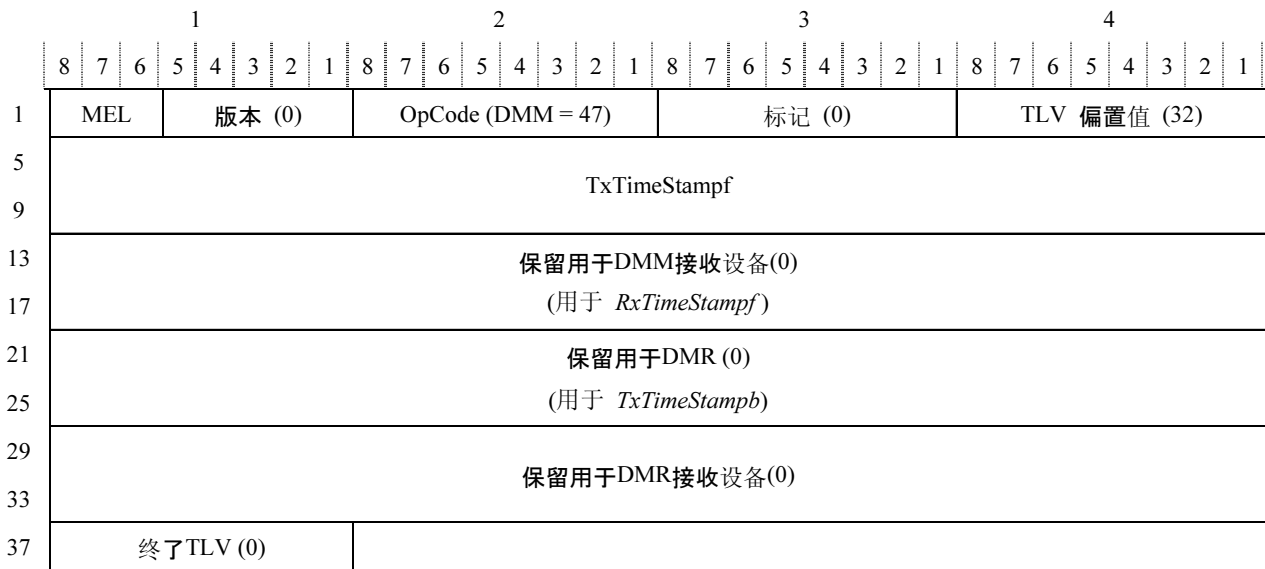 1 2 3 4
8 7 6 5 4 3 2 1 8 7 6 5 4 3 2 1 8 7 6 5 4 3 2 1 8 7 6 5 4 3 2 1
1 MEL 版本 (0) OpCode (DMM = 47) 标记 (0) TLV 偏置值 (32)
5
TxTimeStampf
9
13 保留用于DMM接收设备(0)
17 (用于 RxTimeStampf)
21 保留用于DMR (0)
25 (用于 TxTimeStampb)
29
保留用于DMR接收设备(0)
33
37 终了TLV (0)